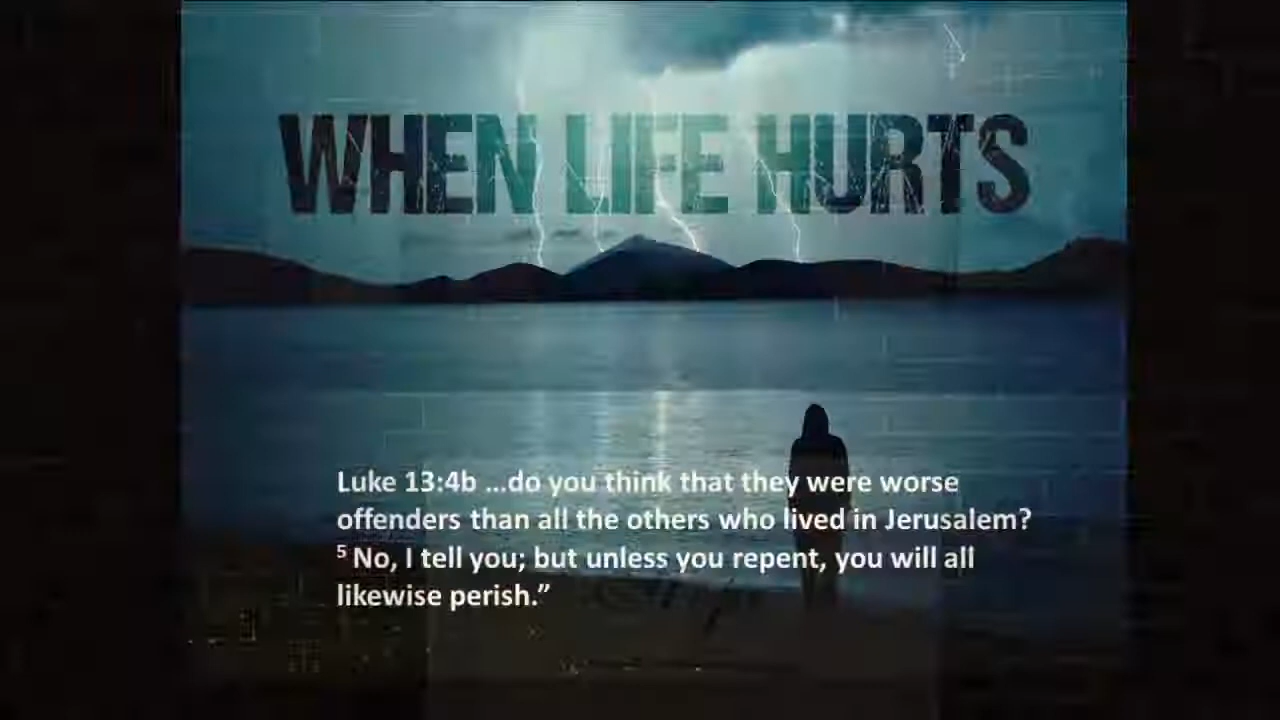 WHEN LIFE HURTS
Luke 13:4b ...do you think that they were worse
offenders than all the others who lived in Jerusalem?
⁵ No, I tell you; but unless you repent, you will all
likewise perish.”